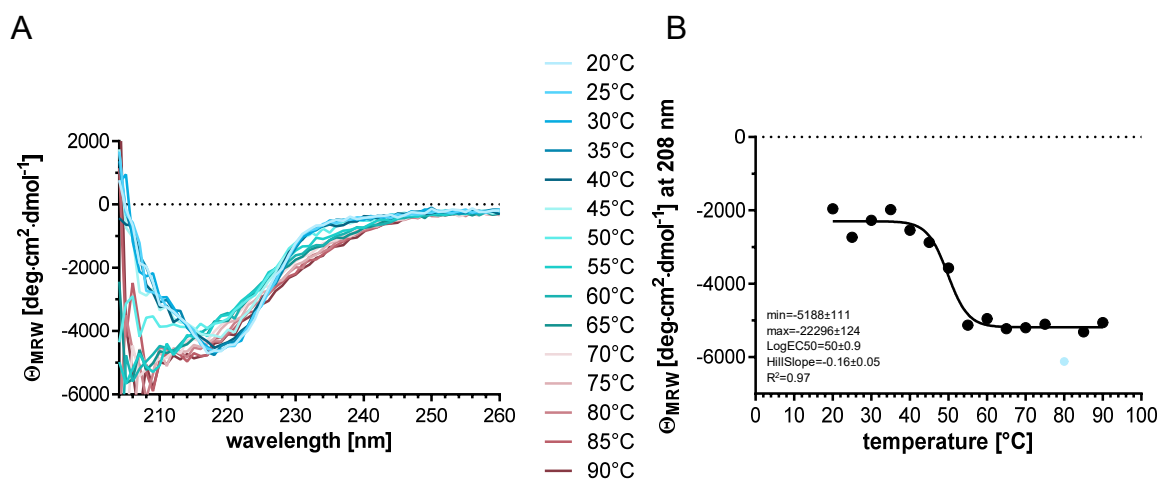 A
B
2000
0
-2000
-4000
-6000
210
220
230
240
250
260
wavelength [nm]
ΘMRW [deg·cm²·dmol⁻¹]
20°C
25°C
30°C
35°C
40°C
45°C
50°C
55°C
60°C
65°C
70°C
75°C
80°C
85°C
90°C
ΘMRW [deg·cm²·dmol⁻¹] at 208 nm
0
-2000
-4000
-6000
min=-5188±111
max=-22296±124
LogEC50=50±0.9
HillSlope=-0.16±0.05
R²=0.97
0
10
20
30
40
50
60
70
80
90
100
temperature [°C]